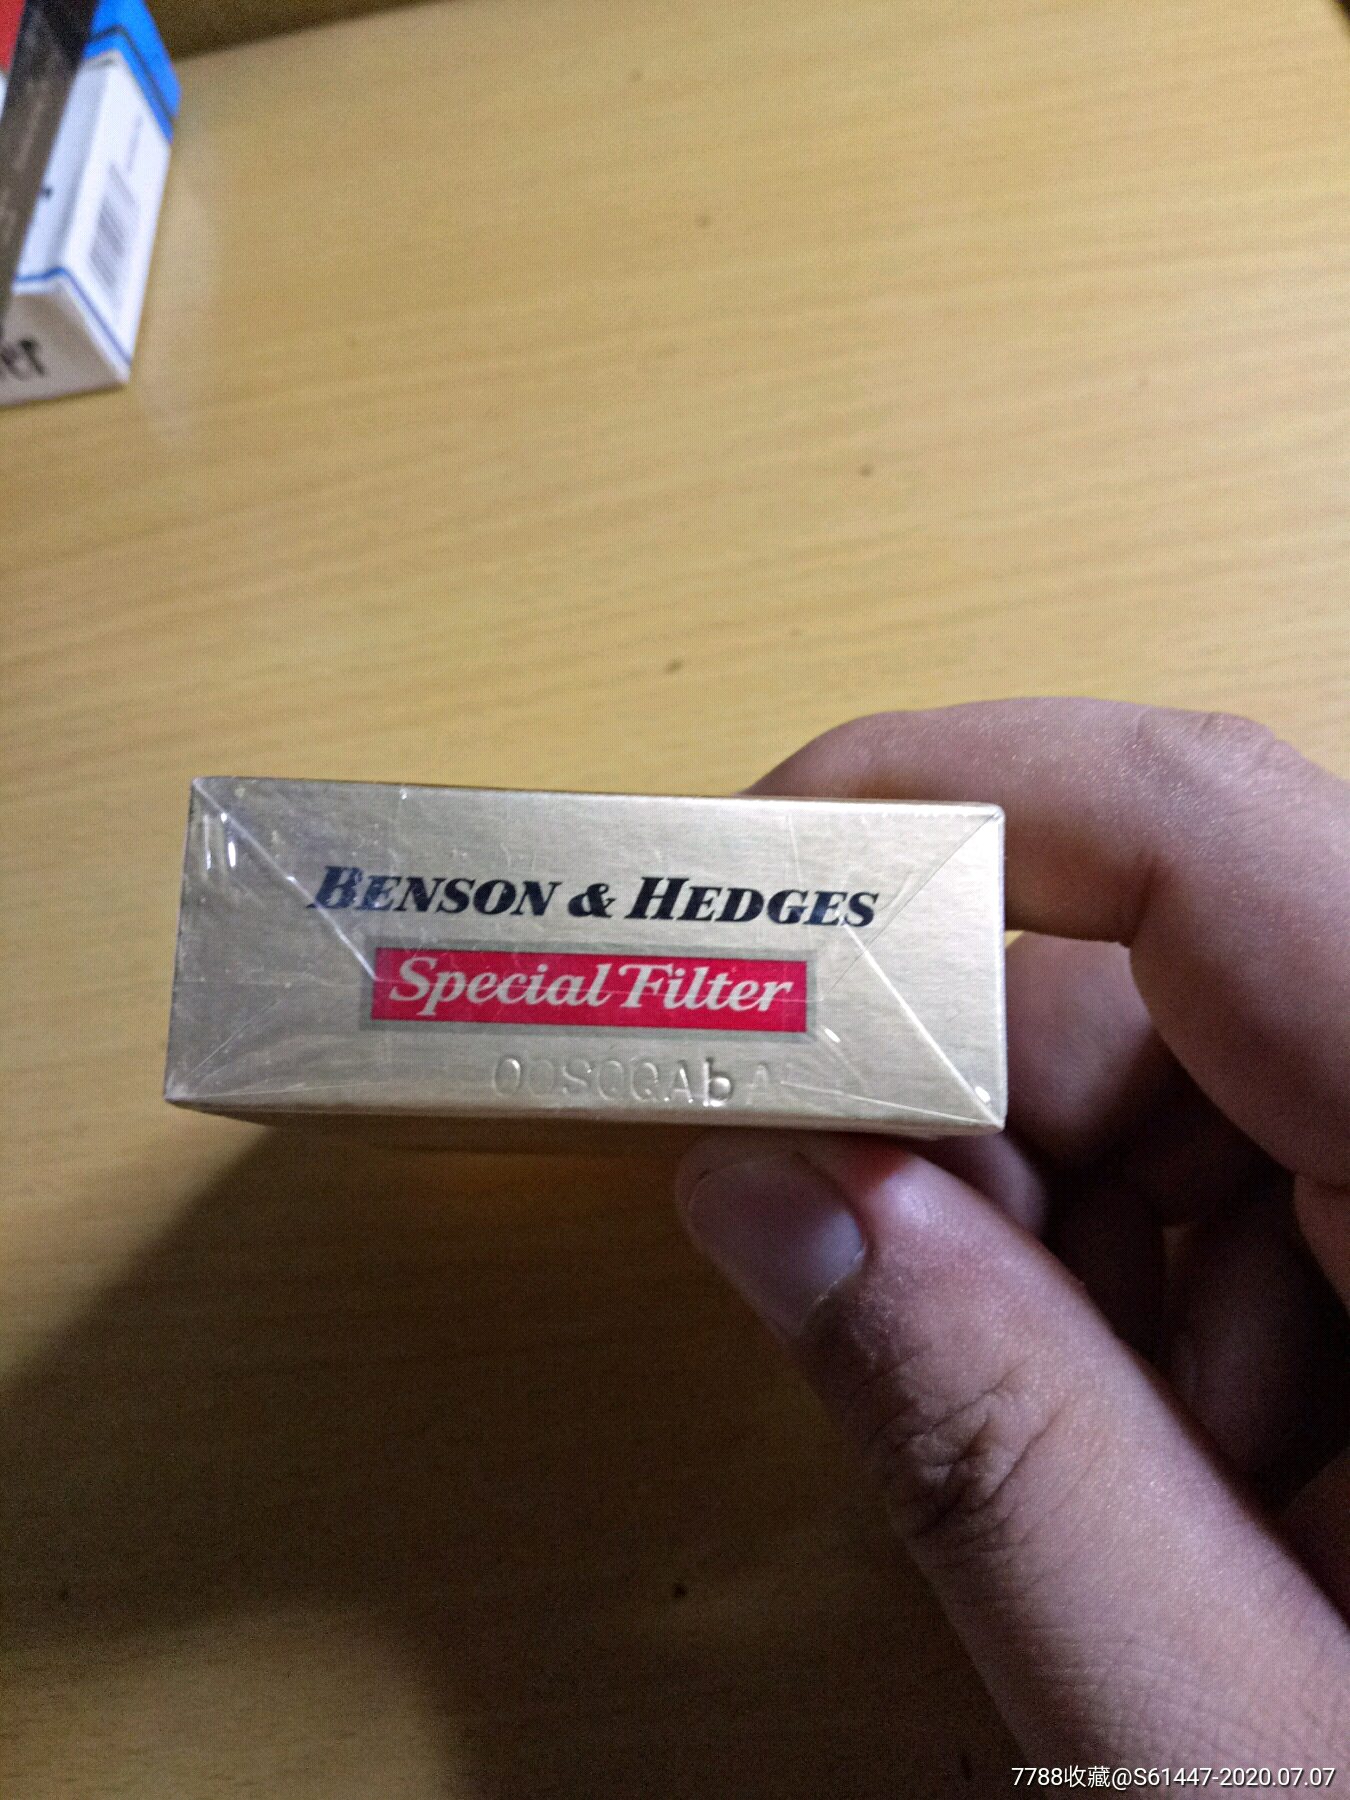 BENSON & HEDGES
Special Filter
7788收藏@S61447-2020.07.07